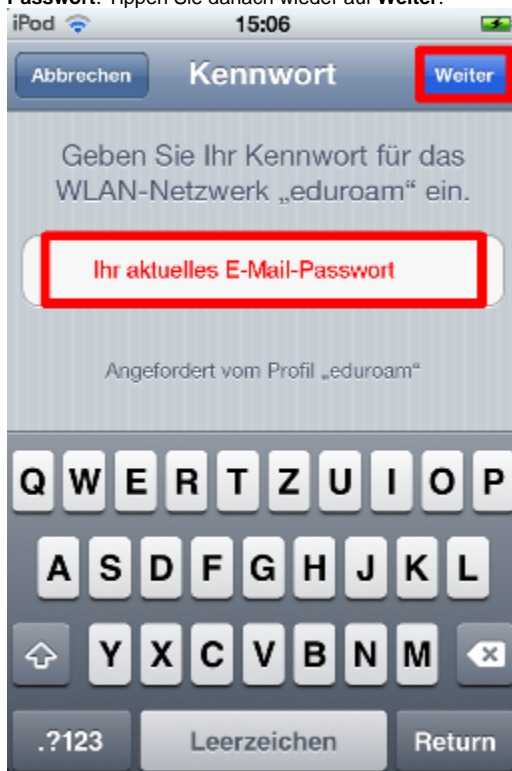 Passwort. Tippen Sie danach wieder auf Weiter.
iPod 15:06
Abbrechen Kennwort Weiter
Geben Sie Ihr Kennwort für das
WLAN-Netzwerk „eduroam“ ein.
Ihr aktuelles E-Mail-Passwort
Angefordert vom Profil „eduroam“
Q W E R T Z U I O P
A S D F G H J K L
Y X C V B N M
.?123 Leerzeichen Return